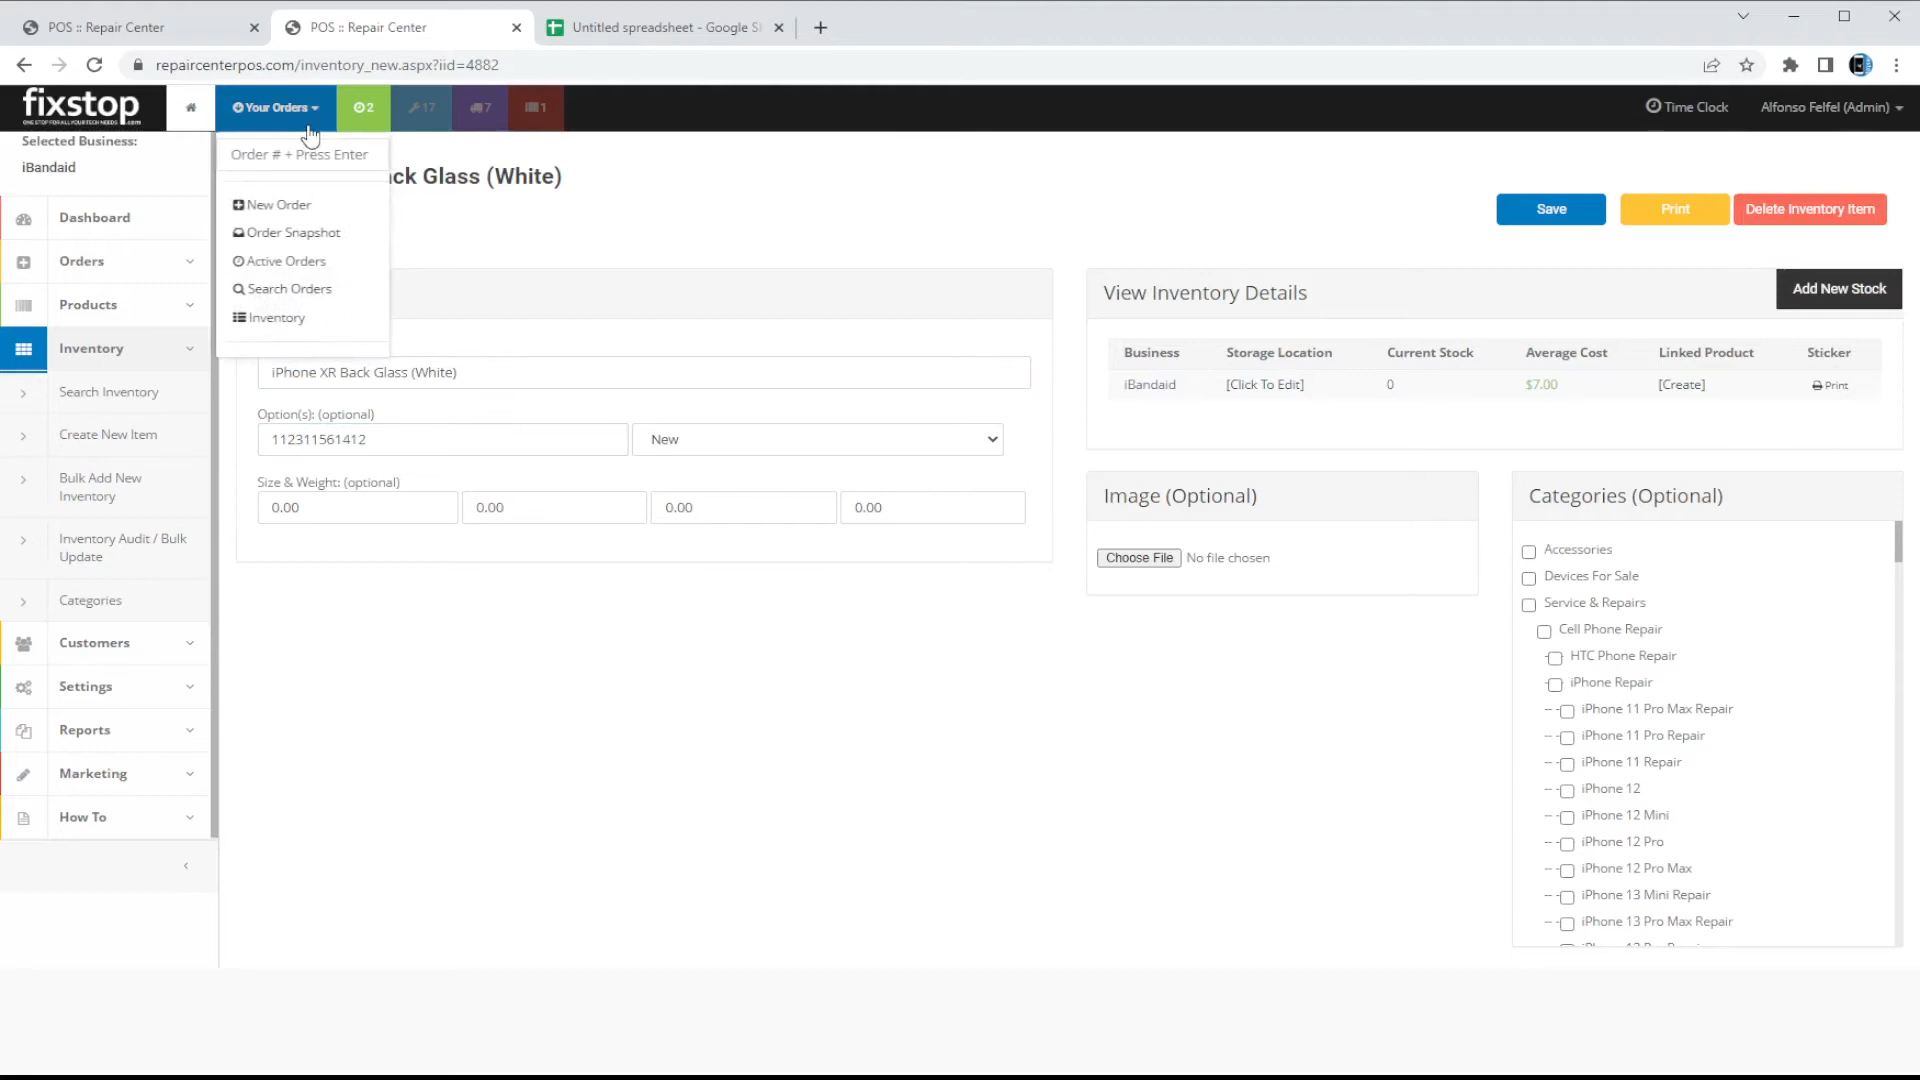 POS :: Repair Center
POS :: Repair Center
Untitled spreadsheet - Google S
repaircenterpos.com/inventory_new.aspx?iid=4882
fixstop
ONE STOP FOR ALL YOUR TECH NEEDS
.com
Your Orders
2
17
7
1
Time Clock
Alfonso Felfel (Admin)
Selected Business:
iBandaid
Dashboard
Orders
Products
Inventory
Search Inventory
Create New Item
Bulk Add New
Inventory
Inventory Audit / Bulk
Update
Categories
Customers
Settings
Reports
Marketing
How To
Order # + Press Enter
New Order
Order Snapshot
Active Orders
Search Orders
Inventory
ck Glass (White)
Save
Print
Delete Inventory Item
iPhone XR Back Glass (White)
Option(s): (optional)
112311561412
New
Size & Weight: (optional)
0.00
0.00
0.00
0.00
View Inventory Details
Add New Stock
Business Storage Location Current Stock Average Cost Linked Product Sticker
iBandaid [Click To Edit] 0 $7.00 [Create] Print
Image (Optional)
Choose File No file chosen
Categories (Optional)
Accessories
Devices For Sale
Service & Repairs
Cell Phone Repair
HTC Phone Repair
iPhone Repair
iPhone 11 Pro Max Repair
iPhone 11 Pro Repair
iPhone 11 Repair
iPhone 12
iPhone 12 Mini
iPhone 12 Pro
iPhone 12 Pro Max
iPhone 13 Mini Repair
iPhone 13 Pro Max Repair